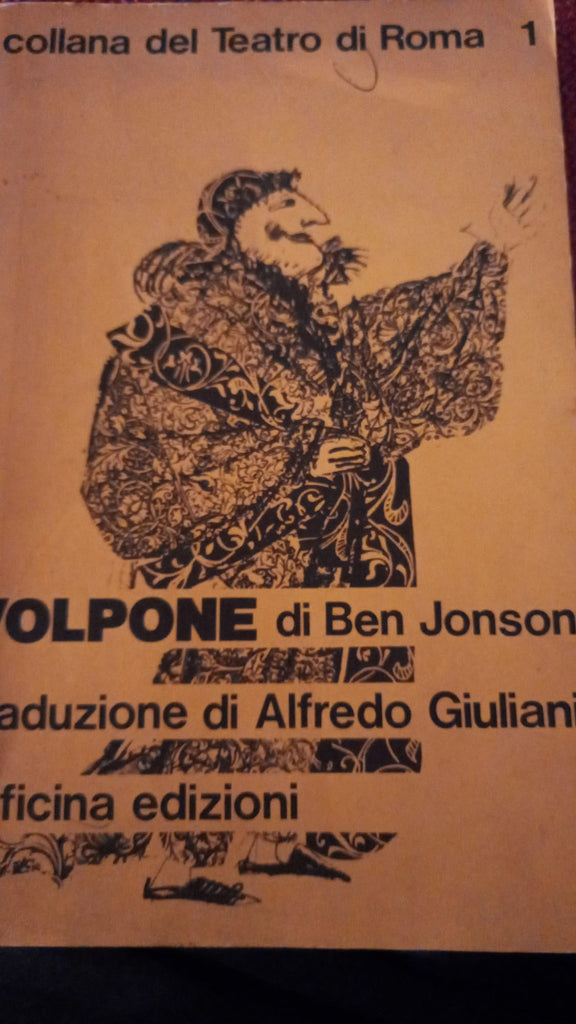 collana del Teatro di Roma 1
VOLPONE di Ben Jonson
aduzione di Alfredo Giuliani
ficina edizioni